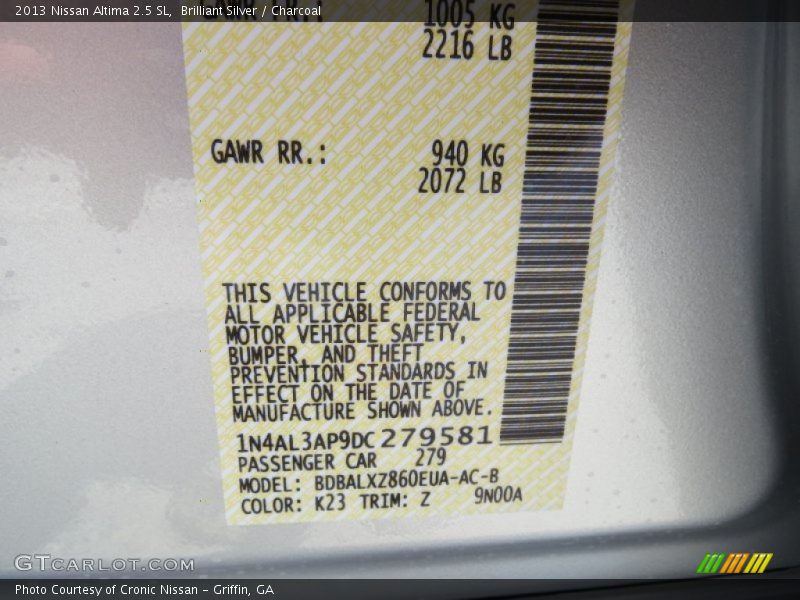 2013 Nissan Altima 2.5 SL, Brilliant Silver / Charcoal
1005 KG
2216 LB
GAWR RR.: 940 KG
2072 LB
THIS VEHICLE CONFORMS TO
ALL APPLICABLE FEDERAL
MOTOR VEHICLE SAFETY,
BUMPER, AND THEFT
PREVENTION STANDARDS IN
EFFECT ON THE DATE OF
MANUFACTURE SHOWN ABOVE.
1N4AL3AP9DC279581
PASSENGER CAR 279
MODEL: BDBALXZ860EUA-AC-B
COLOR: K23 TRIM: Z 9N00A
GTCARLOT.COM
Photo Courtesy of Cronic Nissan - Griffin, GA